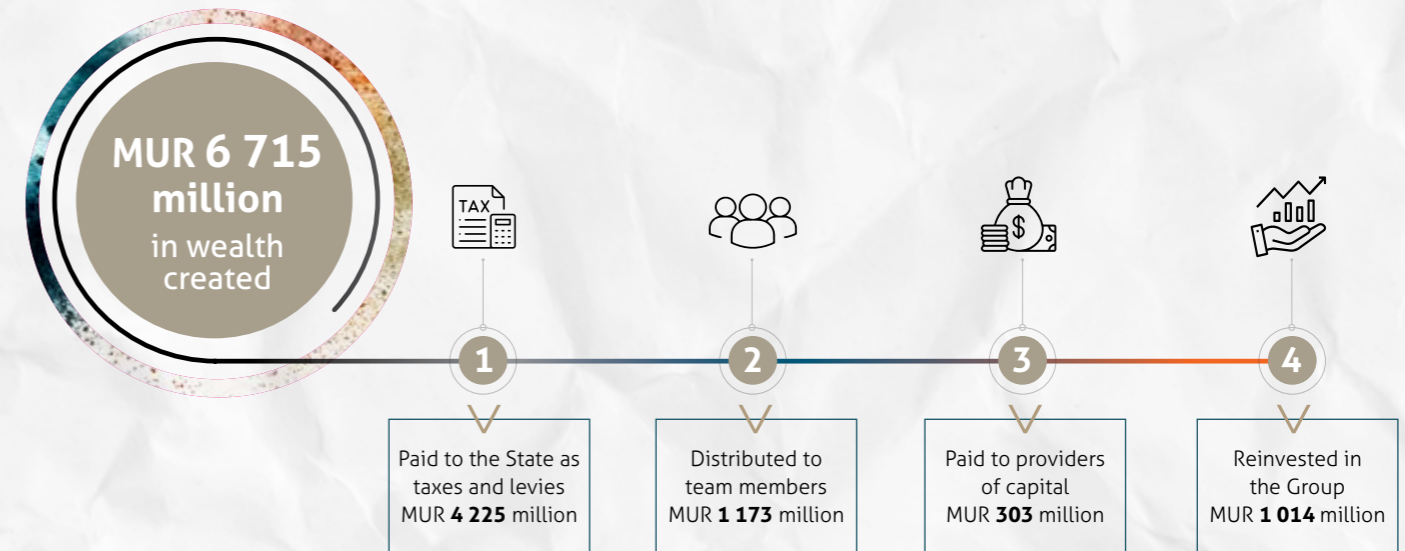 MUR 6 715
million
in wealth
created
TAX
$
1
2
3
4
Paid to the State as
taxes and levies
MUR 4 225 million
Distributed to
team members
MUR 1 173 million
Paid to providers
of capital
MUR 303 million
Reinvested in
the Group
MUR 1 014 million